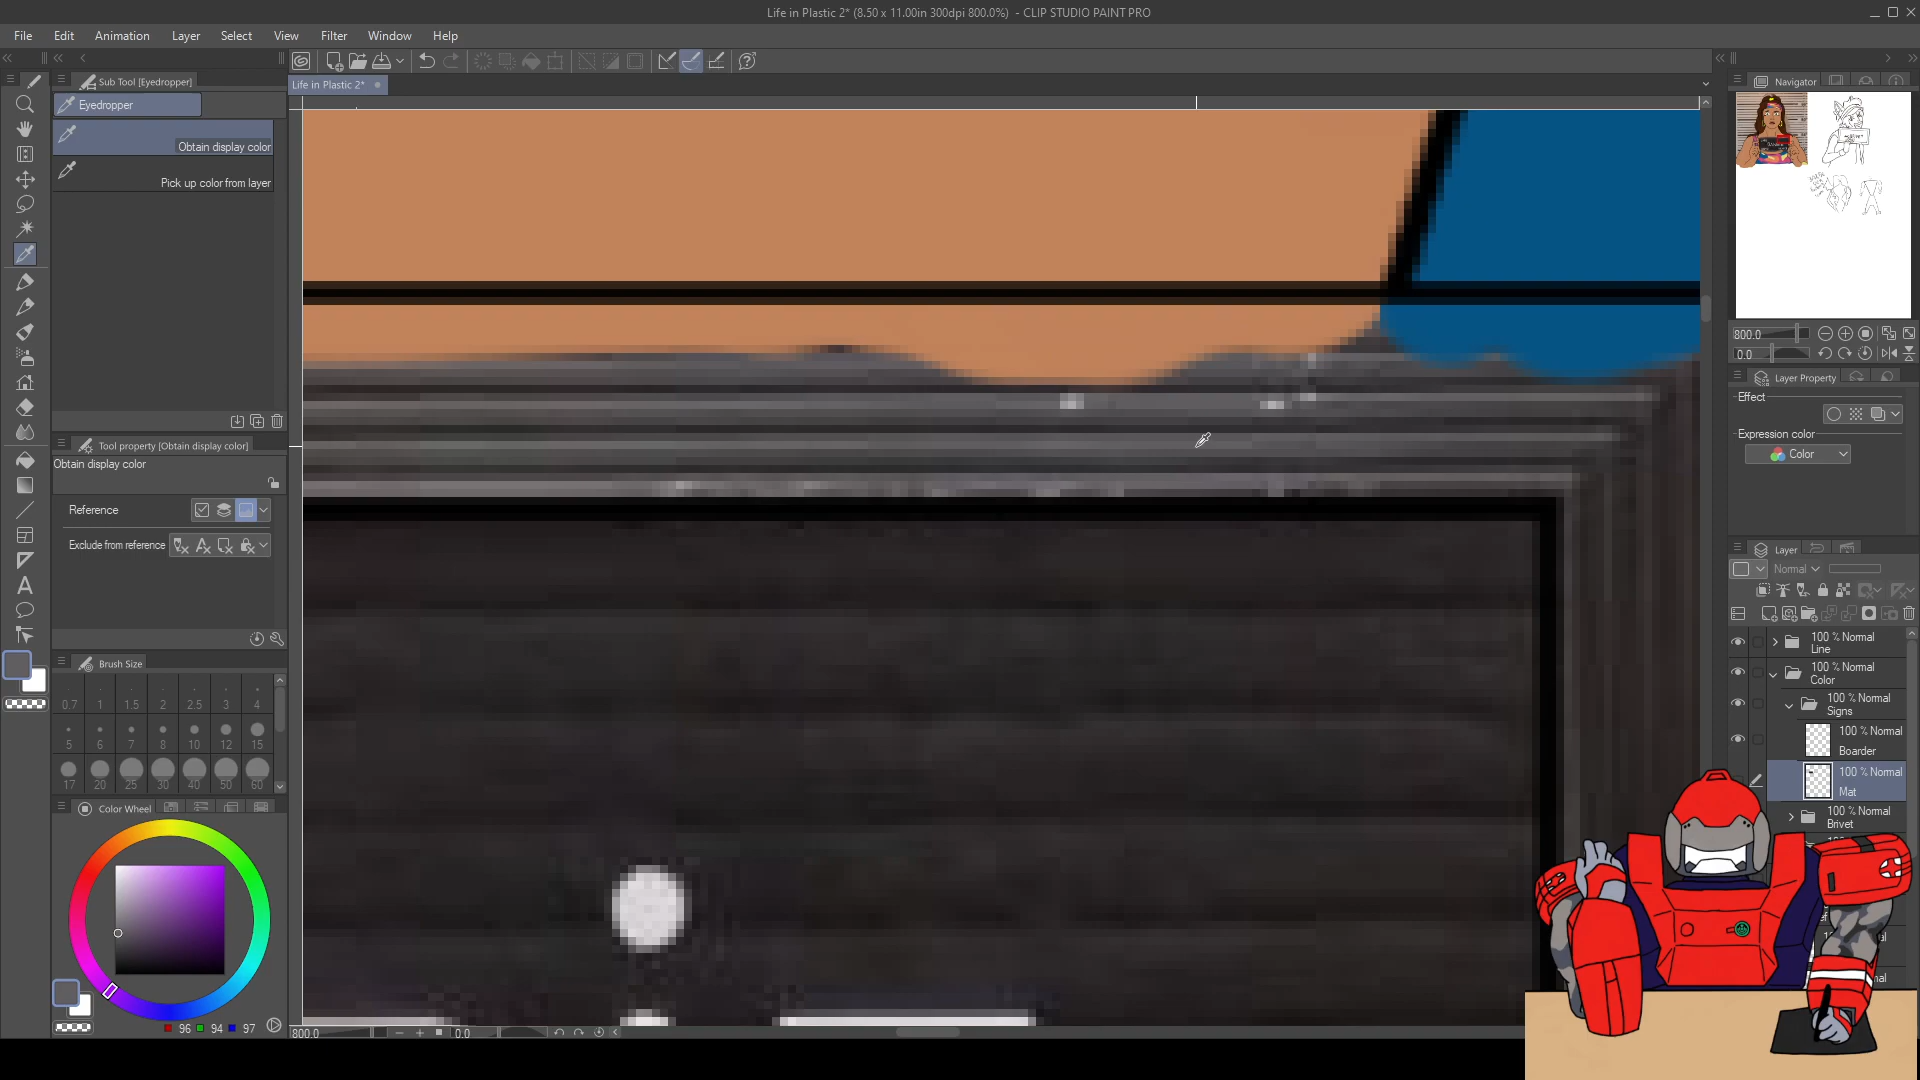 Life in Plastic 2* (8.50 x 11.00in 300dpi 800.0%) - CLIP STUDIO PAINT PRO
File Edit Animation Layer Select View Filter Window Help
Sub Tool [Eyedropper]
Life in Plastic 2*
Navigator
Eyedropper
Obtain display color
Pick up color from layer
800.0
0.0
Layer Property
Effect
Expression color
Color
Tool property [Obtain display color]
Obtain display color
Reference
Exclude from reference
Layer
Normal
100 % Normal
Line
100 % Normal
Color
100 % Normal
Signs
100 % Normal
Boarder
100 % Normal
Mat
100 % Normal
Brivet
Brush Size
0.7 1 1.5 2 2.5 3 4
5 6 7 8 10 12 15
17 20 25 30 40 50 60
Color Wheel
96 94 97
800.0 0.0